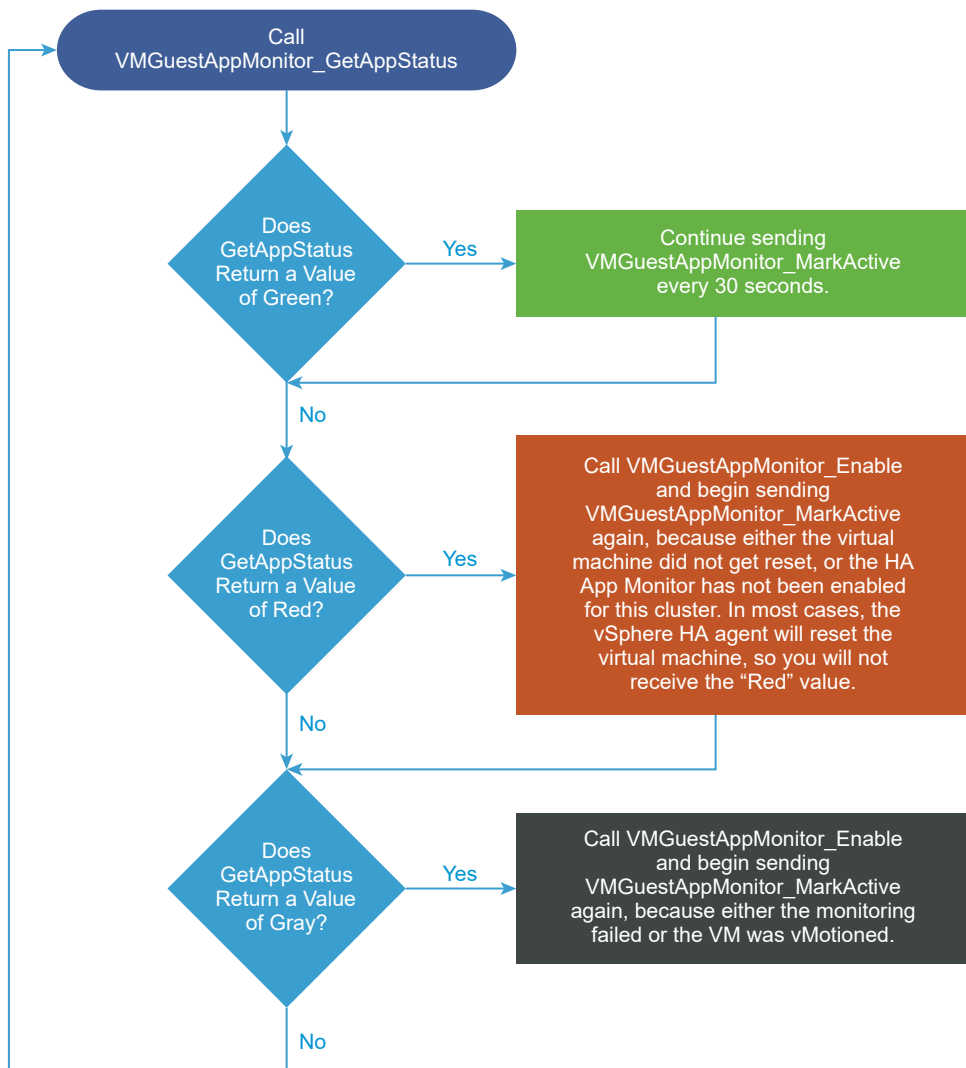 Call
VMGuestAppMonitor_GetAppStatus
Does
GetAppStatus
Return a Value
of Green?
Yes
Continue sending
VMGuestAppMonitor_MarkActive
every 30 seconds.
No
Does
GetAppStatus
Return a Value
of Red?
Yes
Call VMGuestAppMonitor_Enable
and begin sending
VMGuestAppMonitor_MarkActive
again, because either the virtual
machine did not get reset, or the HA
App Monitor has not been enabled
for this cluster. In most cases, the
vSphere HA agent will reset the
virtual machine, so you will not
receive the “Red” value.
No
Does
GetAppStatus
Return a Value
of Gray?
Yes
Call VMGuestAppMonitor_Enable
and begin sending
VMGuestAppMonitor_MarkActive
again, because either the monitoring
failed or the VM was vMotioned.
No